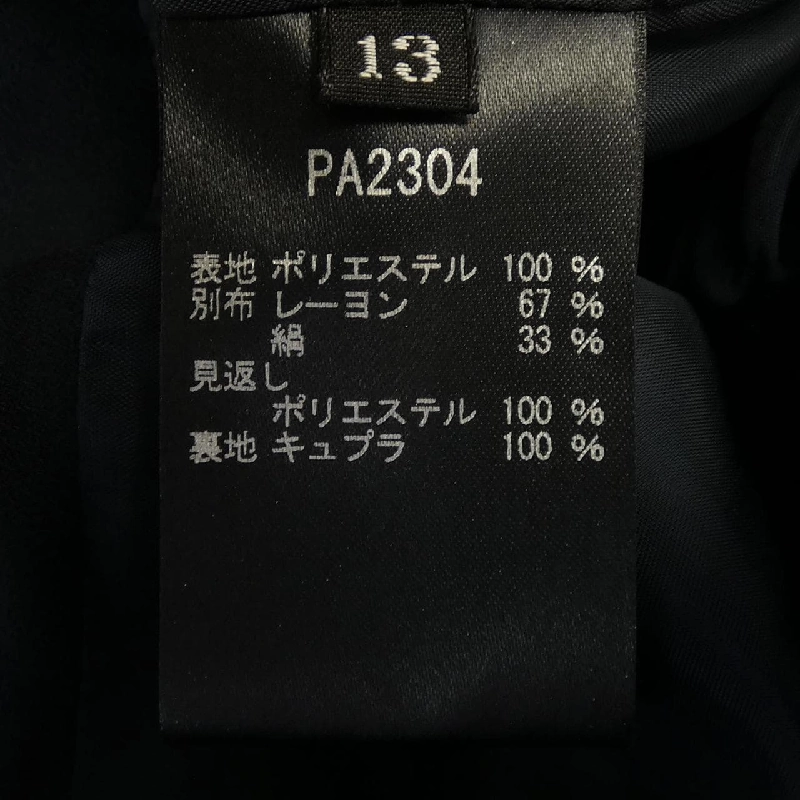 13
PA2304
表地 ポリエステル 100 %
別布 レーヨン 67 %
絹 33 %
見返し
ポリエステル 100 %
裏地 キュプラ 100 %